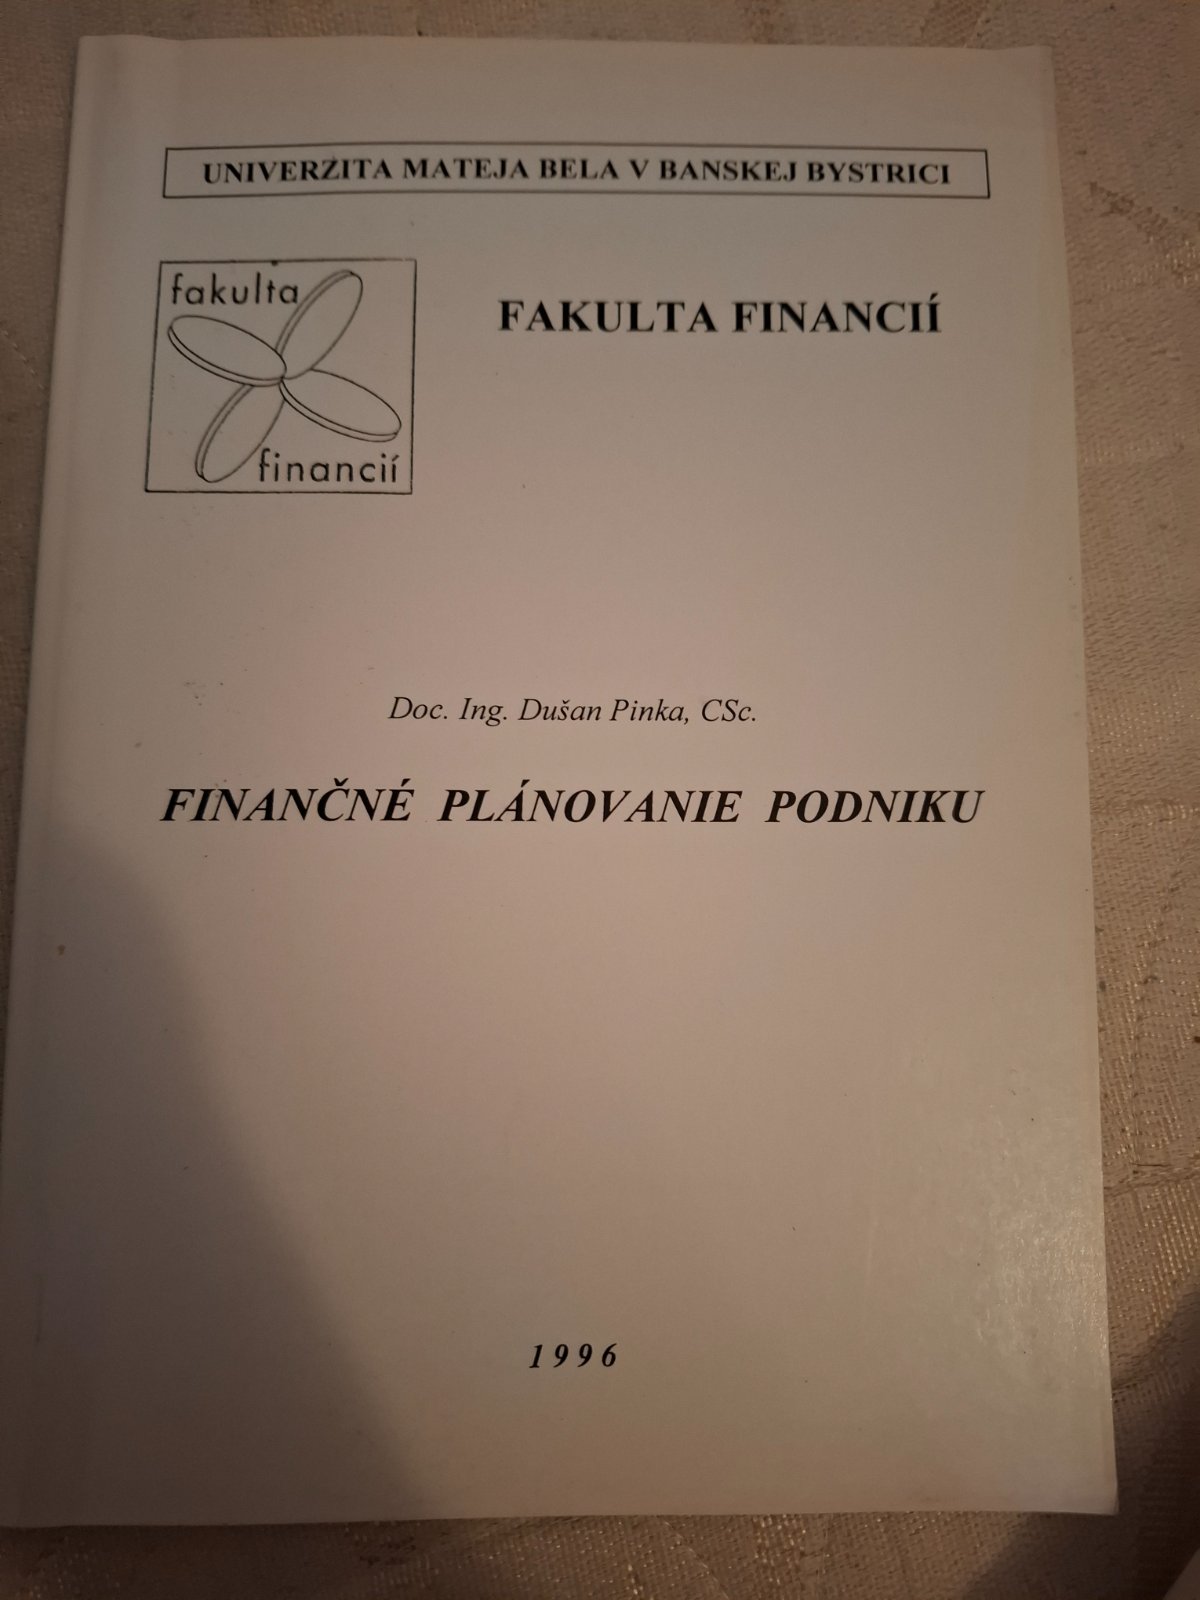 UNIVERZITA MATEJA BELA V BANSKEJ BYSTRICI
fakulta
financií
FAKULTA FINANCIÍ
Doc. Ing. Dušan Pinka, CSc.
FINANČNÉ PLÁNOVANIE PODNIKU
1996